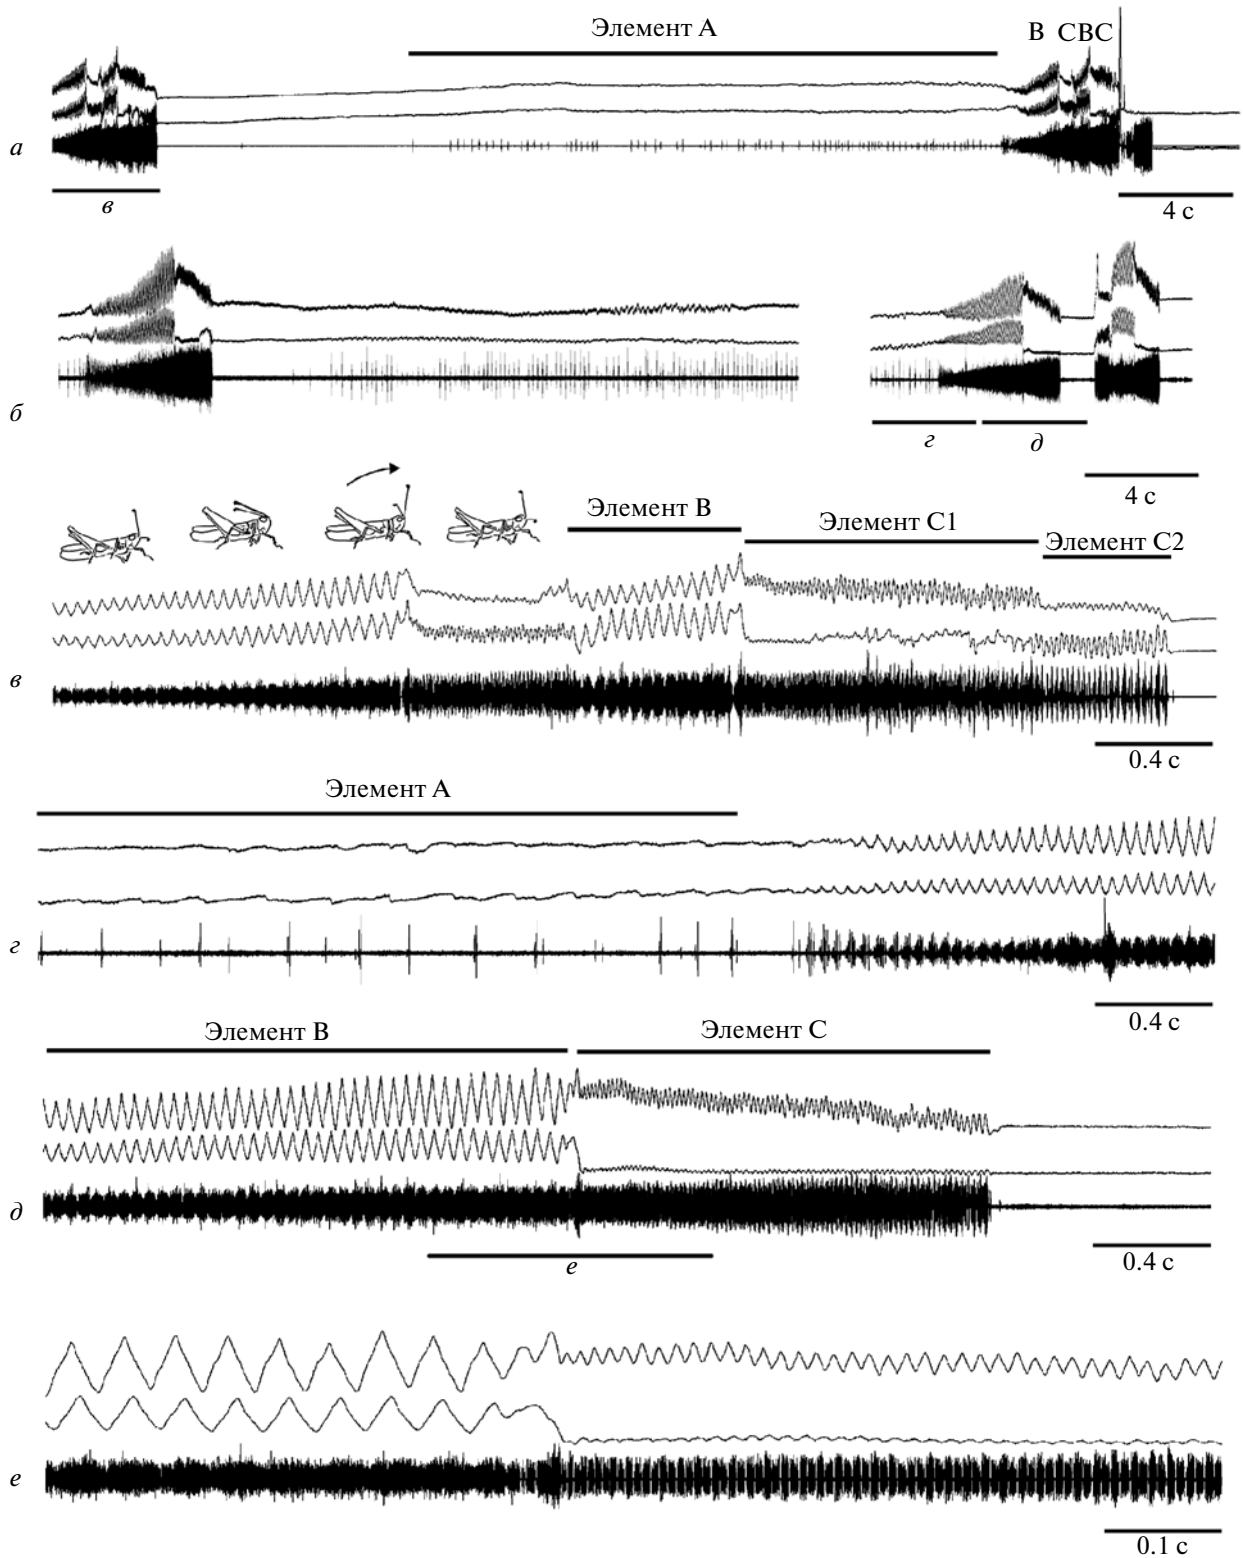 Элемент A
B CBC
а
в
4 с
б
г
д
4 с
Элемент B
Элемент C1
Элемент C2
в
0.4 с
Элемент A
г
0.4 с
Элемент B
Элемент C
д
е
0.4 с
е
0.1 с